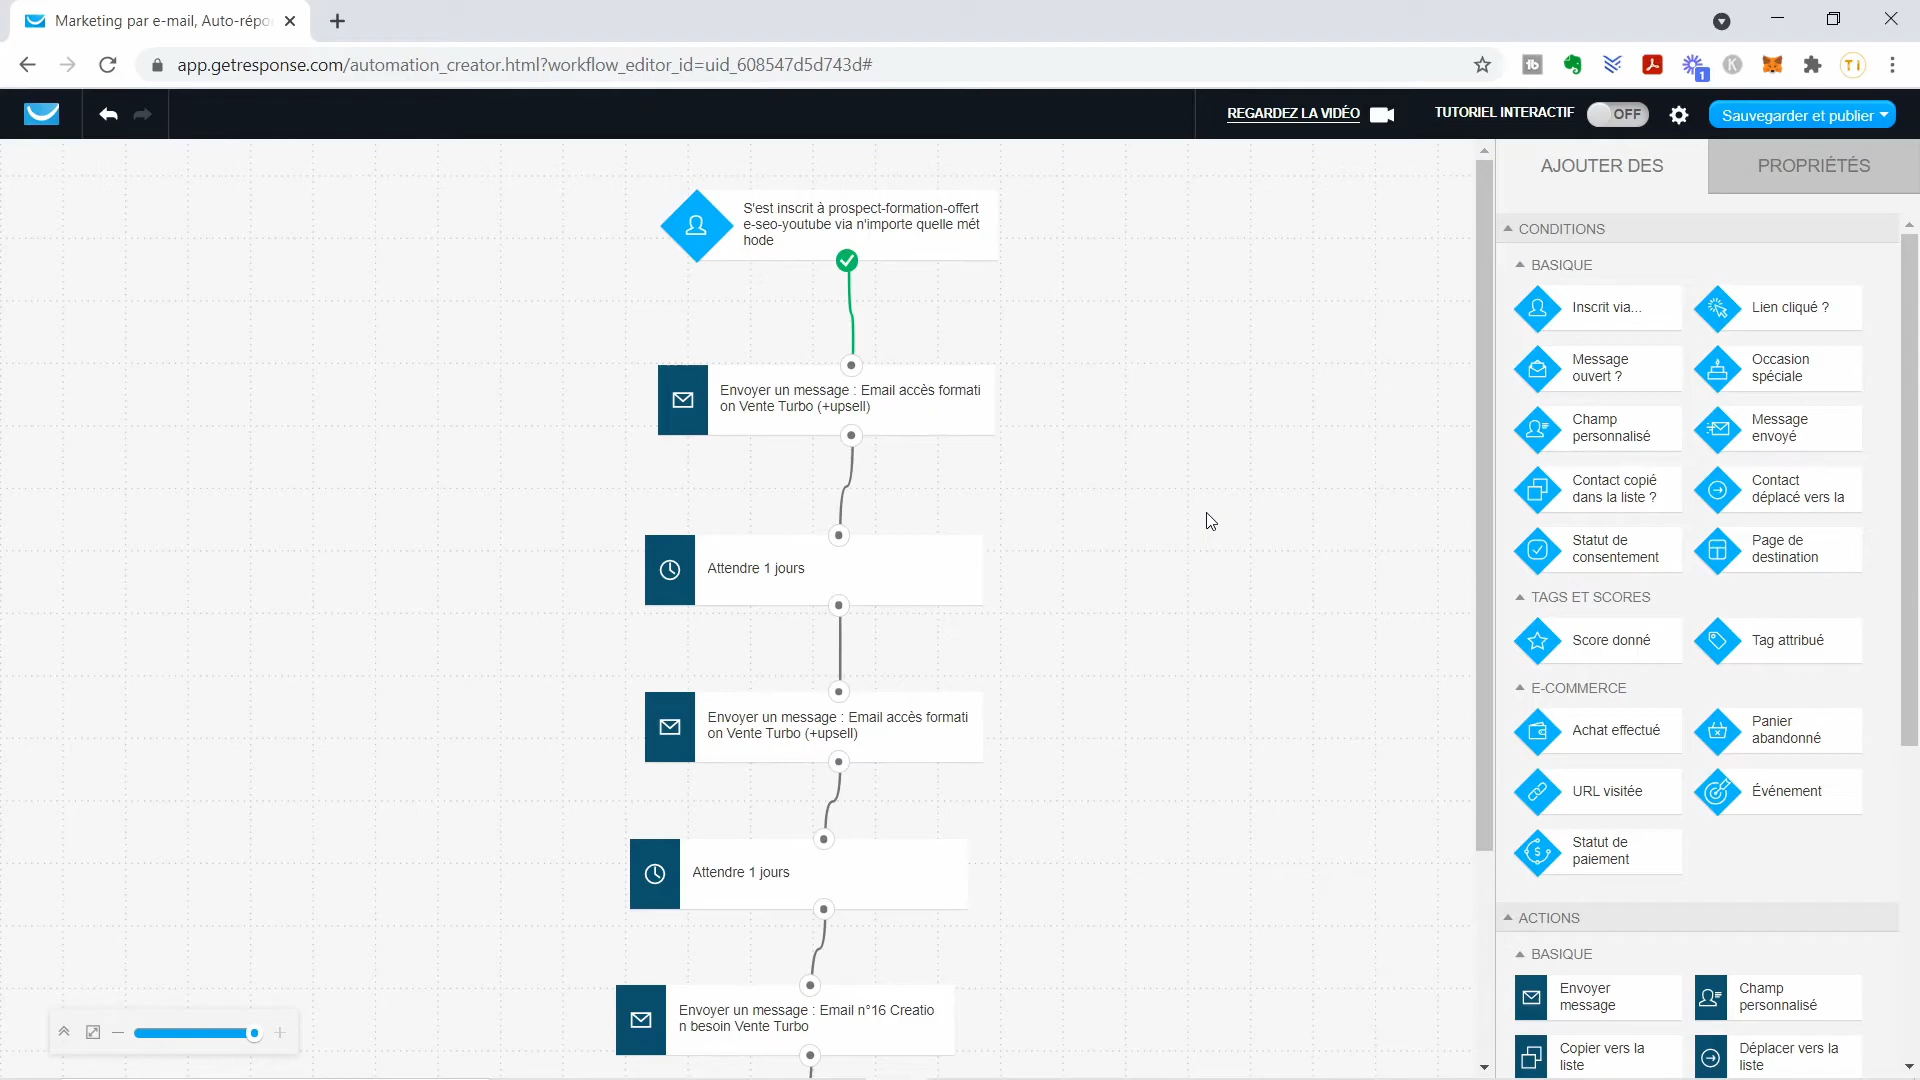 Marketing par e-mail, Auto-répo
app.getresponse.com/automation_creator.html?workflow_editor_id=uid_608547d5d743d#
1
TI
REGARDEZ LA VIDÉO
TUTORIEL INTERACTIF
OFF
Sauvegarder et publier
AJOUTER DES
PROPRIÉTÉS
S'est inscrit à prospect-formation-offert
e-seo-youtube via n'importe quelle mét
hode
Envoyer un message : Email accès formati
on Vente Turbo (+upsell)
Attendre 1 jours
Envoyer un message : Email accès formati
on Vente Turbo (+upsell)
Attendre 1 jours
Envoyer un message : Email n°16 Creatio
n besoin Vente Turbo
CONDITIONS
BASIQUE
Inscrit via...
Lien cliqué ?
Message
ouvert ?
Occasion
spéciale
Champ
personnalisé
Message
envoyé
Contact copié
dans la liste ?
Contact
déplacé vers la
Statut de
consentement
Page de
destination
TAGS ET SCORES
Score donné
Tag attribué
E-COMMERCE
Achat effectué
Panier
abandonné
URL visitée
Événement
Statut de
paiement
ACTIONS
BASIQUE
Envoyer
message
Champ
personnalisé
Copier vers la
liste
Déplacer vers la
liste